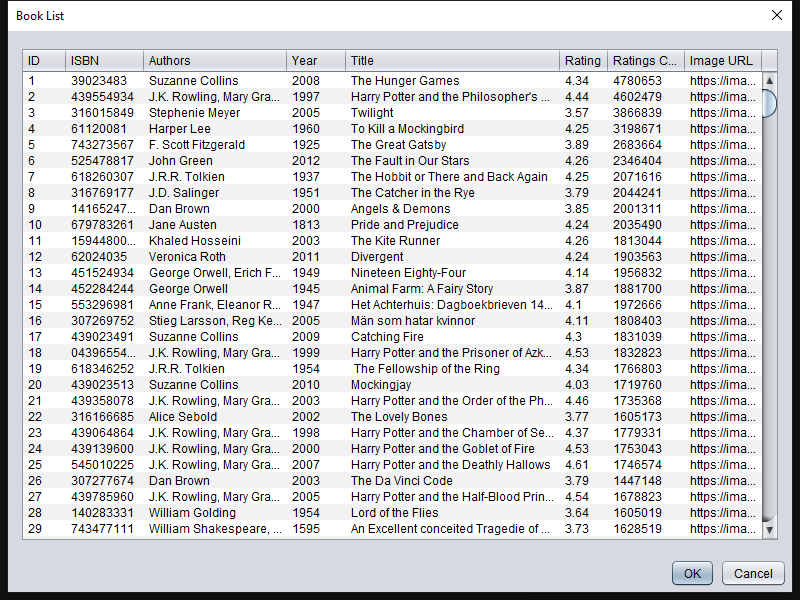 Book List
ID ISBN Authors Year Title Rating Ratings C... Image URL
1 39023483 Suzanne Collins 2008 The Hunger Games 4.34 4780653 https://ima...
2 439554934 J.K. Rowling, Mary Gra... 1997 Harry Potter and the Philosopher's ... 4.44 4602479 https://ima...
3 316015849 Stephenie Meyer 2005 Twilight 3.57 3866839 https://ima...
4 61120081 Harper Lee 1960 To Kill a Mockingbird 4.25 3198671 https://ima...
5 743273567 F. Scott Fitzgerald 1925 The Great Gatsby 3.89 2683664 https://ima...
6 525478817 John Green 2012 The Fault in Our Stars 4.26 2346404 https://ima...
7 618260307 J.R.R. Tolkien 1937 The Hobbit or There and Back Again 4.25 2071616 https://ima...
8 316769177 J.D. Salinger 1951 The Catcher in the Rye 3.79 2044241 https://ima...
9 14165247... Dan Brown 2000 Angels & Demons 3.85 2001311 https://ima...
10 679783261 Jane Austen 1813 Pride and Prejudice 4.24 2035490 https://ima...
11 15944800... Khaled Hosseini 2003 The Kite Runner 4.26 1813044 https://ima...
12 62024035 Veronica Roth 2011 Divergent 4.24 1903563 https://ima...
13 451524934 George Orwell, Erich F... 1949 Nineteen Eighty-Four 4.14 1956832 https://ima...
14 452284244 George Orwell 1945 Animal Farm: A Fairy Story 3.87 1881700 https://ima...
15 553296981 Anne Frank, Eleanor R... 1947 Het Achterhuis: Dagboekbrieven 14... 4.1 1972666 https://ima...
16 307269752 Stieg Larsson, Reg Ke... 2005 Män som hatar kvinnor 4.11 1808403 https://ima...
17 439023491 Suzanne Collins 2009 Catching Fire 4.3 1831039 https://ima...
18 04396554... J.K. Rowling, Mary Gra... 1999 Harry Potter and the Prisoner of Azk... 4.53 1832823 https://ima...
19 618346252 J.R.R. Tolkien 1954 The Fellowship of the Ring 4.34 1766803 https://ima...
20 439023513 Suzanne Collins 2010 Mockingjay 4.03 1719760 https://ima...
21 439358078 J.K. Rowling, Mary Gra... 2003 Harry Potter and the Order of the Ph... 4.46 1735368 https://ima...
22 316166685 Alice Sebold 2002 The Lovely Bones 3.77 1605173 https://ima...
23 439064864 J.K. Rowling, Mary Gra... 1998 Harry Potter and the Chamber of Se... 4.37 1779331 https://ima...
24 439139600 J.K. Rowling, Mary Gra... 2000 Harry Potter and the Goblet of Fire 4.53 1753043 https://ima...
25 545010225 J.K. Rowling, Mary Gra... 2007 Harry Potter and the Deathly Hallows 4.61 1746574 https://ima...
26 307277674 Dan Brown 2003 The Da Vinci Code 3.79 1447148 https://ima...
27 439785960 J.K. Rowling, Mary Gra... 2005 Harry Potter and the Half-Blood Prin... 4.54 1678823 https://ima...
28 140283331 William Golding 1954 Lord of the Flies 3.64 1605019 https://ima...
29 743477111 William Shakespeare, ... 1595 An Excellent conceited Tragedie of ... 3.73 1628519 https://ima...
OK Cancel